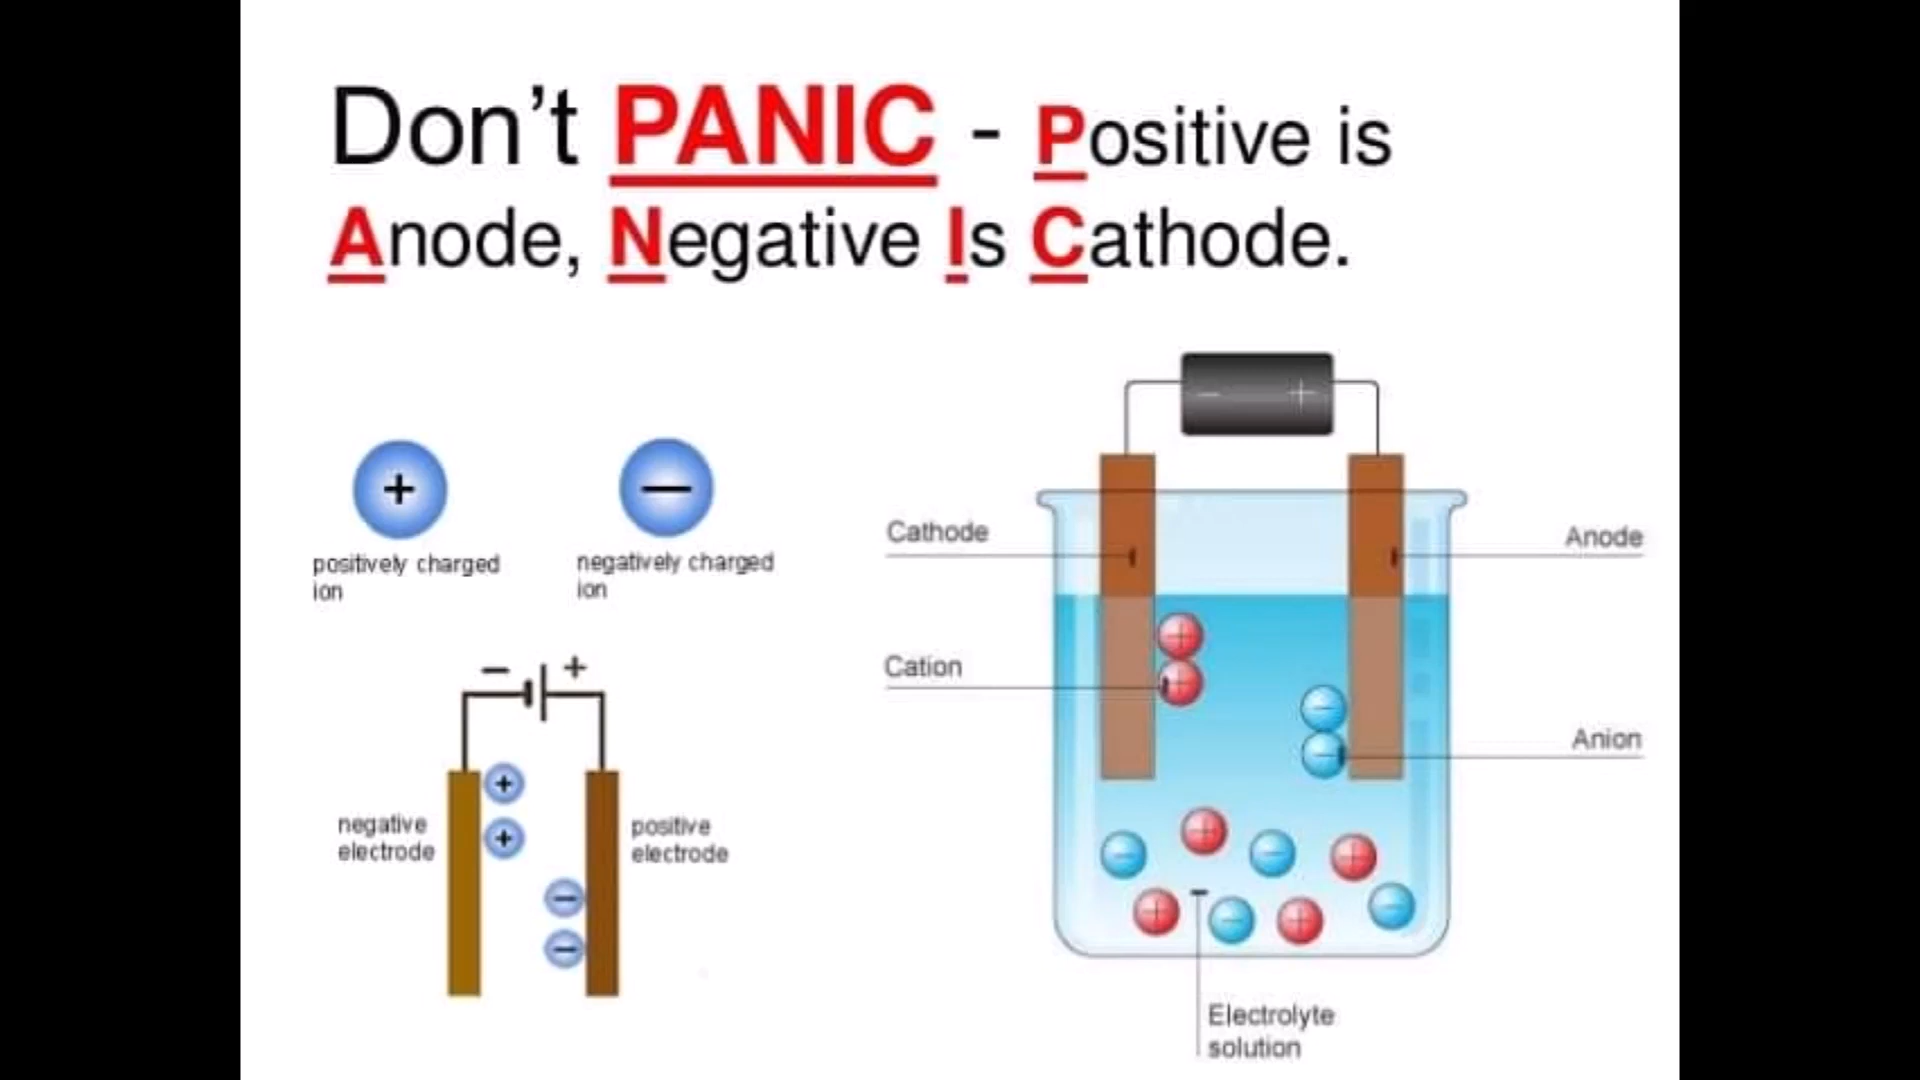 Don’t PANIC - Positive is
Anode, Negative Is Cathode.
+
—
positively charged
ion
negatively charged
ion
− +
negative
electrode
+
+
−
−
positive
electrode
− +
Cathode
Anode
+
+
Cation
−
−
Anion
+
−
−
+
+
−
+
−
Electrolyte
solution